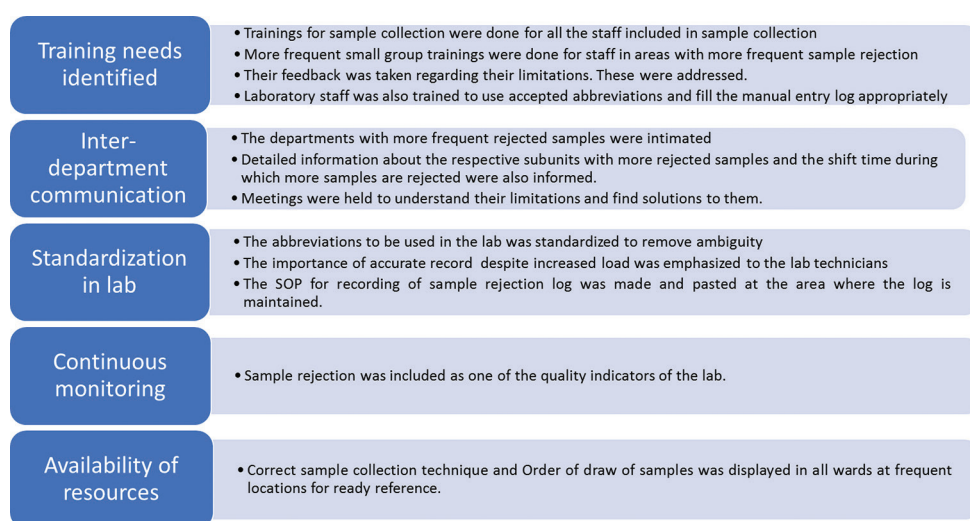 Training needs
identified
• Trainings for sample collection were done for all the staff included in sample collection
• More frequent small group trainings were done for staff in areas with more frequent sample rejection
• Their feedback was taken regarding their limitations. These were addressed.
• Laboratory staff was also trained to use accepted abbreviations and fill the manual entry log appropriately
Inter-
department
communication
• The departments with more frequent rejected samples were intimated
• Detailed information about the respective subunits with more rejected samples and the shift time during
which more samples are rejected were also informed.
• Meetings were held to understand their limitations and find solutions to them.
Standardization
in lab
• The abbreviations to be used in the lab was standardized to remove ambiguity
• The importance of accurate record despite increased load was emphasized to the lab technicians
• The SOP for recording of sample rejection log was made and pasted at the area where the log is
maintained.
Continuous
monitoring
• Sample rejection was included as one of the quality indicators of the lab.
Availability of
resources
• Correct sample collection technique and Order of draw of samples was displayed in all wards at frequent
locations for ready reference.